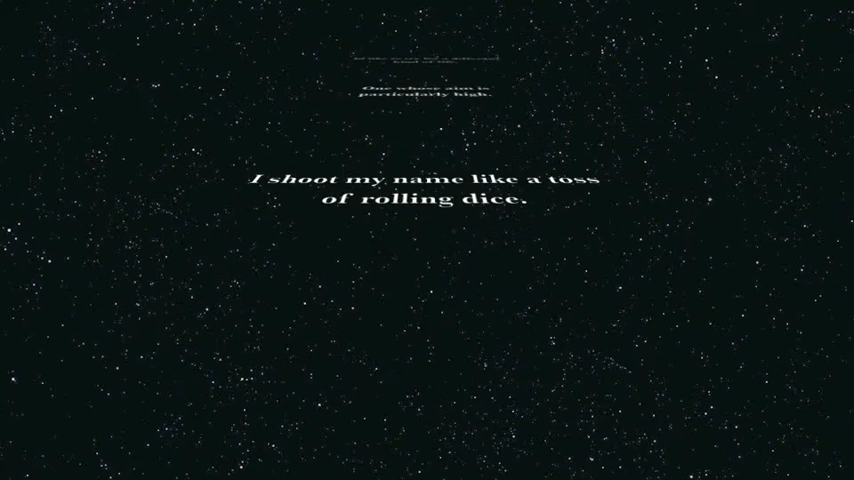 One whose aim is
particularly high.
I shoot my name like a toss
of rolling dice.